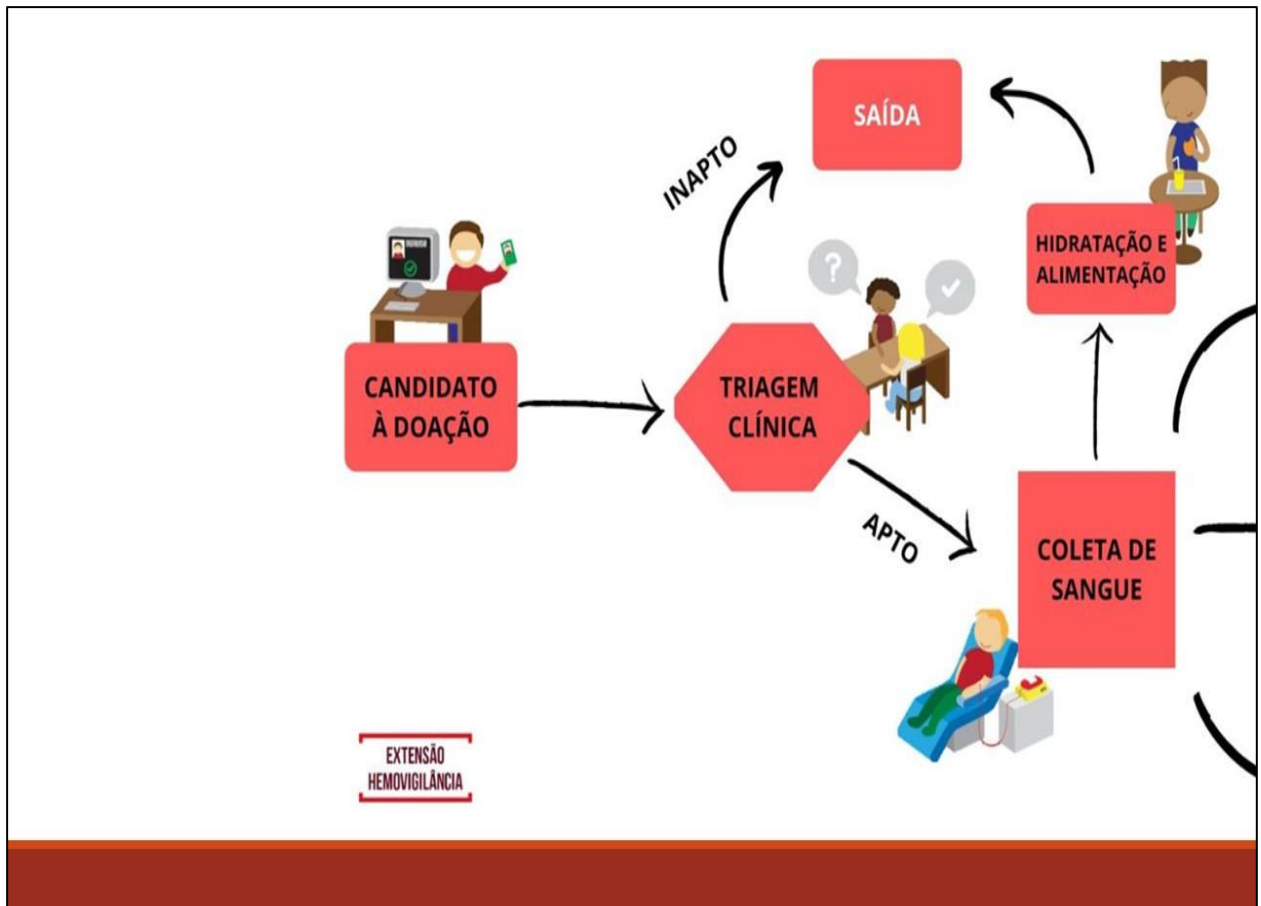 SAÍDA
INAPTO
HIDRATAÇÃO E
ALIMENTAÇÃO
CANDIDATO
À DOAÇÃO
TRIAGEM
CLÍNICA
?
APTO
COLETA DE
SANGUE
EXTENSÃO
HEMOVIGILÂNCIA